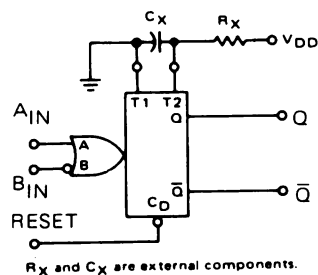 Cx Rx
VDD
T1 T2
AIN A Q Q
BIN B
CD Q̅ Q̅
RESET
Rx and Cx are external components.